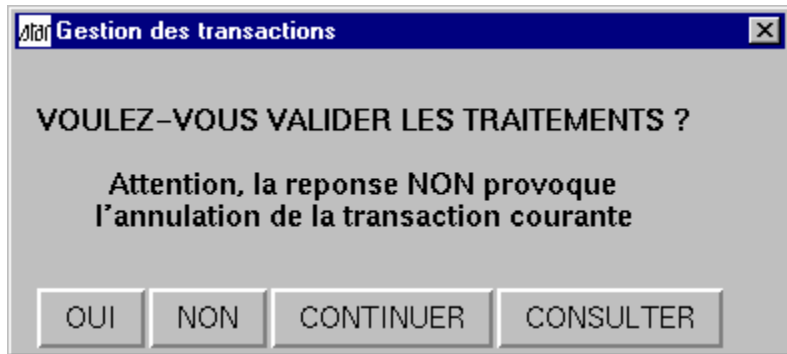 star Gestion des transactions
VOULEZ-VOUS VALIDER LES TRAITEMENTS ?
Attention, la reponse NON provoque
l'annulation de la transaction courante
OUI NON CONTINUER CONSULTER